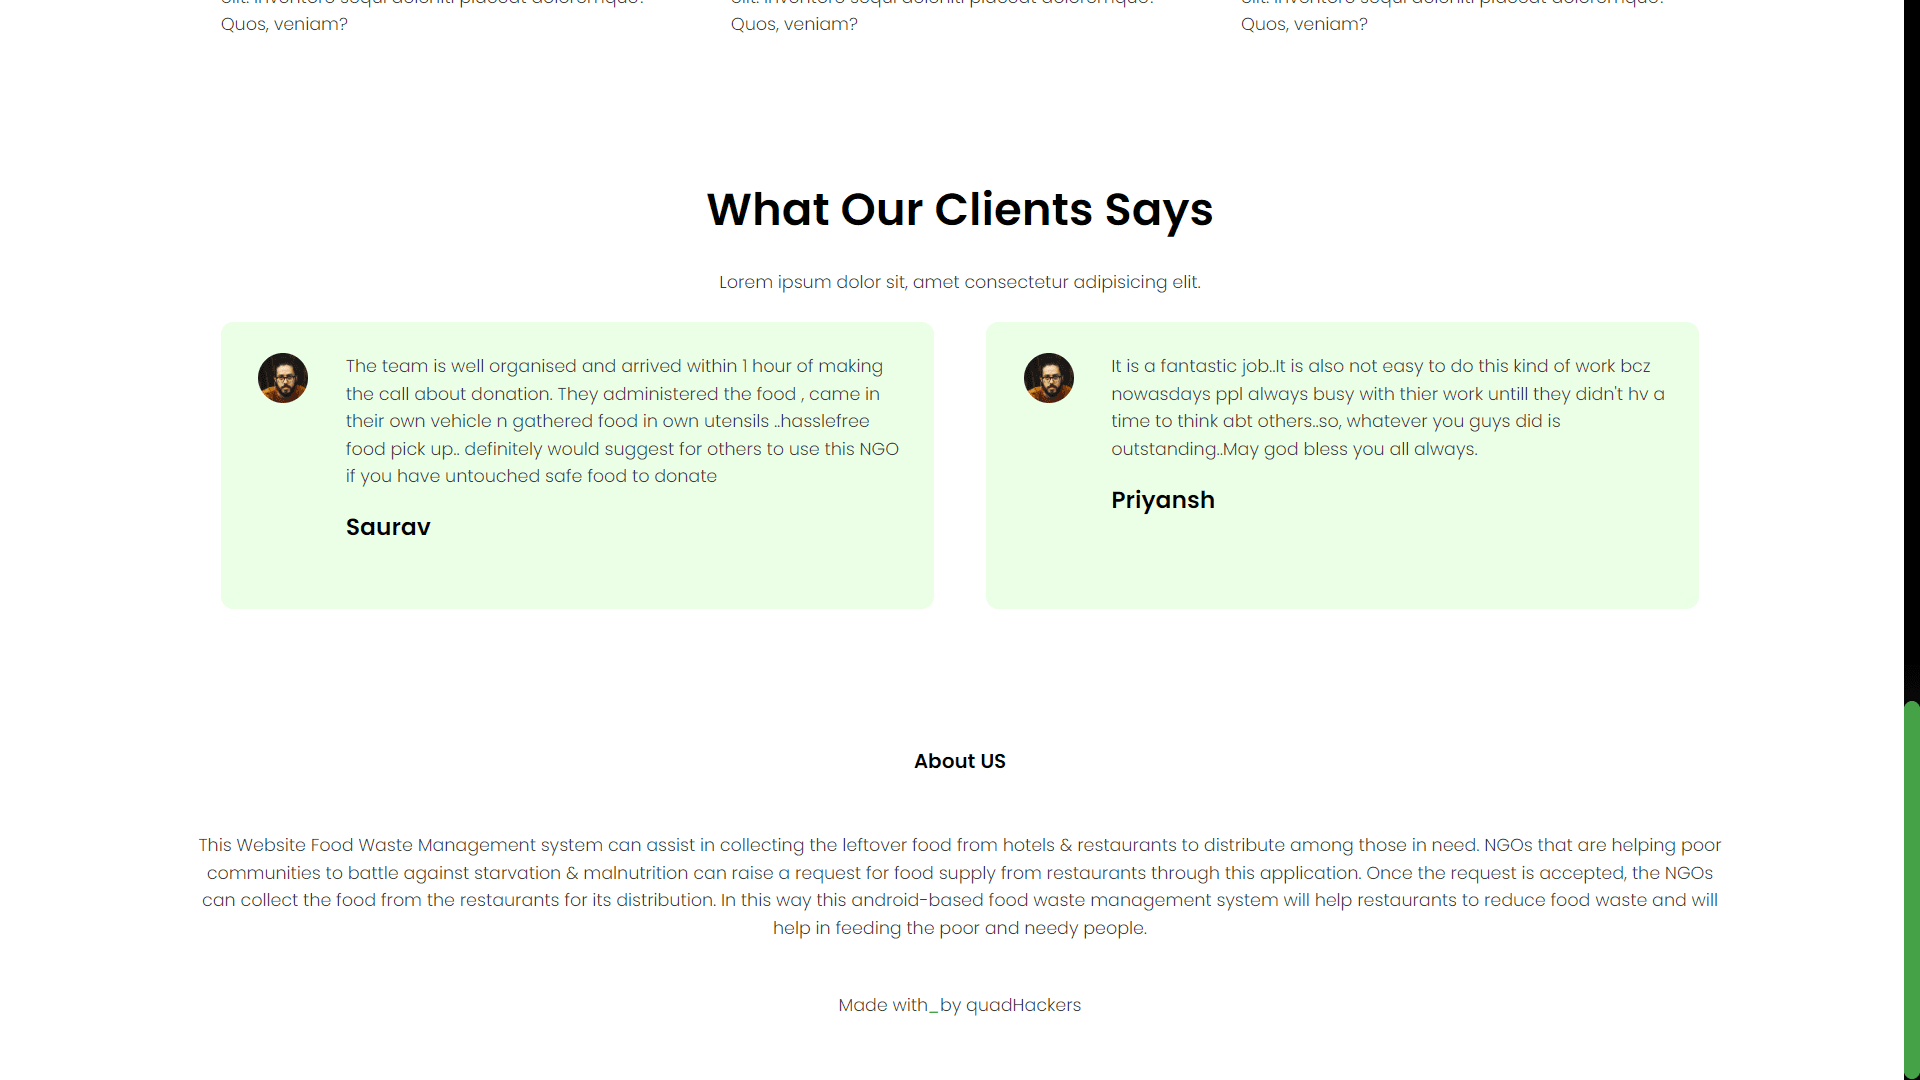 Quos, veniam?
Quos, veniam?
Quos, veniam?
What Our Clients Says
Lorem ipsum dolor sit, amet consectetur adipisicing elit.
The team is well organised and arrived within 1 hour of making
the call about donation. They administered the food , came in
their own vehicle n gathered food in own utensils ..hasslefree
food pick up.. definitely would suggest for others to use this NGO
if you have untouched safe food to donate
Saurav
It is a fantastic job..It is also not easy to do this kind of work bcz
nowasdays ppl always busy with thier work untill they didn't hv a
time to think abt others..so, whatever you guys did is
outstanding..May god bless you all always.
Priyansh
About US
This Website Food Waste Management system can assist in collecting the leftover food from hotels & restaurants to distribute among those in need. NGOs that are helping poor
communities to battle against starvation & malnutrition can raise a request for food supply from restaurants through this application. Once the request is accepted, the NGOs
can collect the food from the restaurants for its distribution. In this way this android-based food waste management system will help restaurants to reduce food waste and will
help in feeding the poor and needy people.
Made with_by quadHackers